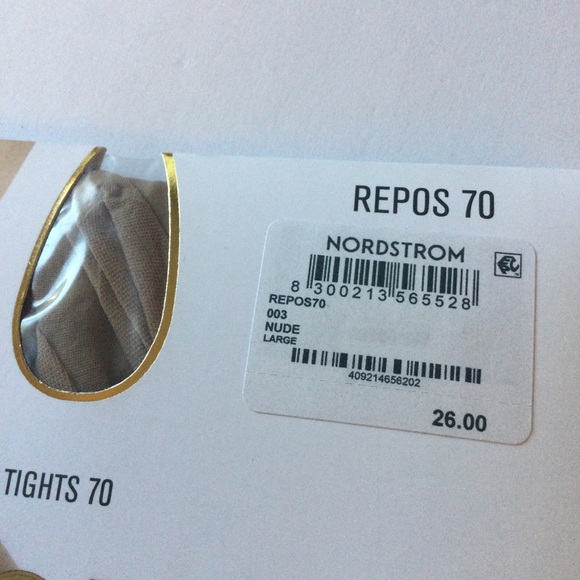 REPOS 70
NORDSTROM
8 300213 565528
REPOS70
003
NUDE
LARGE
409214656202
26.00
TIGHTS 70